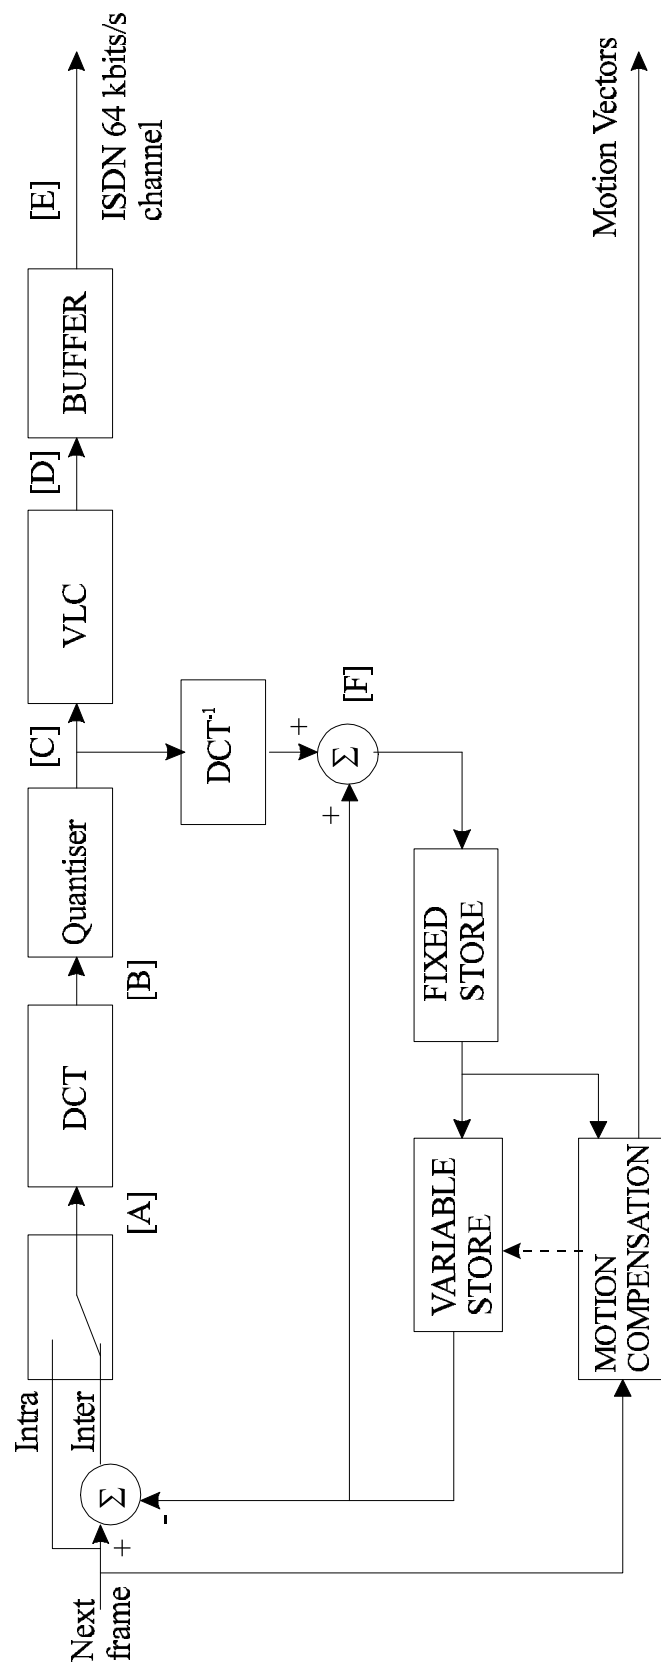 Next
frame
+
Σ
-
Intra
Inter
[A]
DCT
[B]
Quantiser
[C]
VLC
[D]
BUFFER
[E]
ISDN 64 kbits/s
channel
DCT-1
+
+
Σ
[F]
FIXED
STORE
VARIABLE
STORE
MOTION
COMPENSATION
Motion Vectors